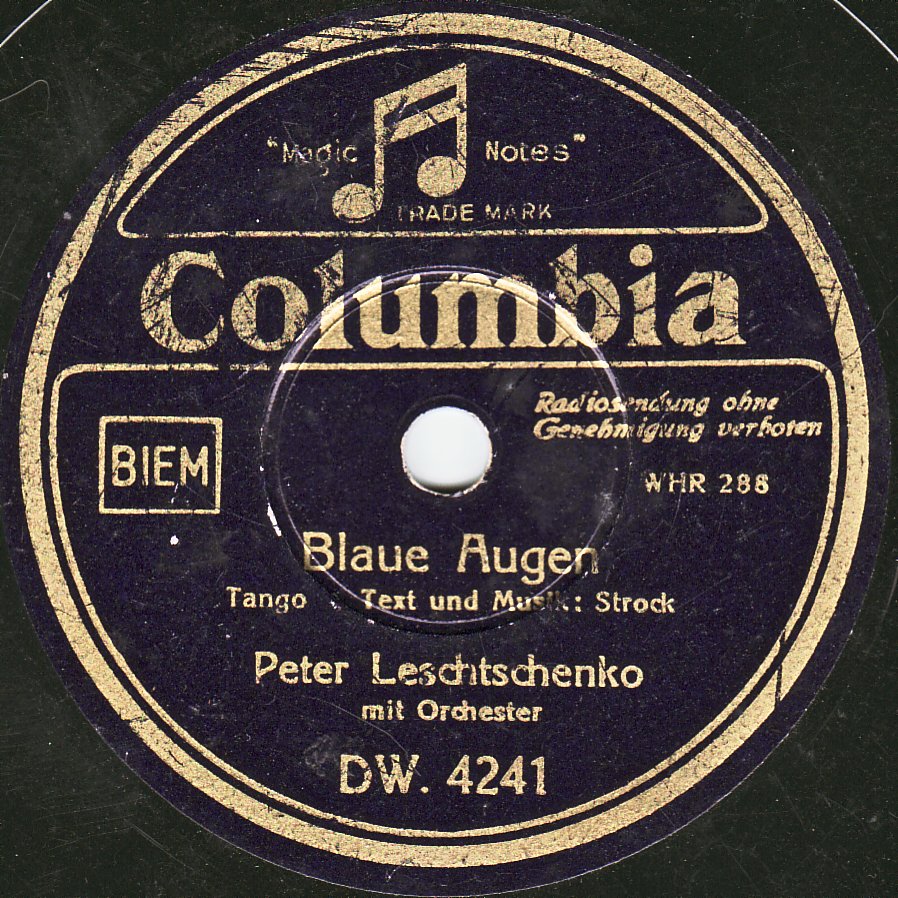 "Magic Notes"
TRADE MARK
Columbia
Radiosendung ohne
Genehmigung verboten
BIEM
WHR 288
Blaue Augen
Tango - Text und Musik: Strock
Peter Leschtschenko
mit Orchester
DW. 4241